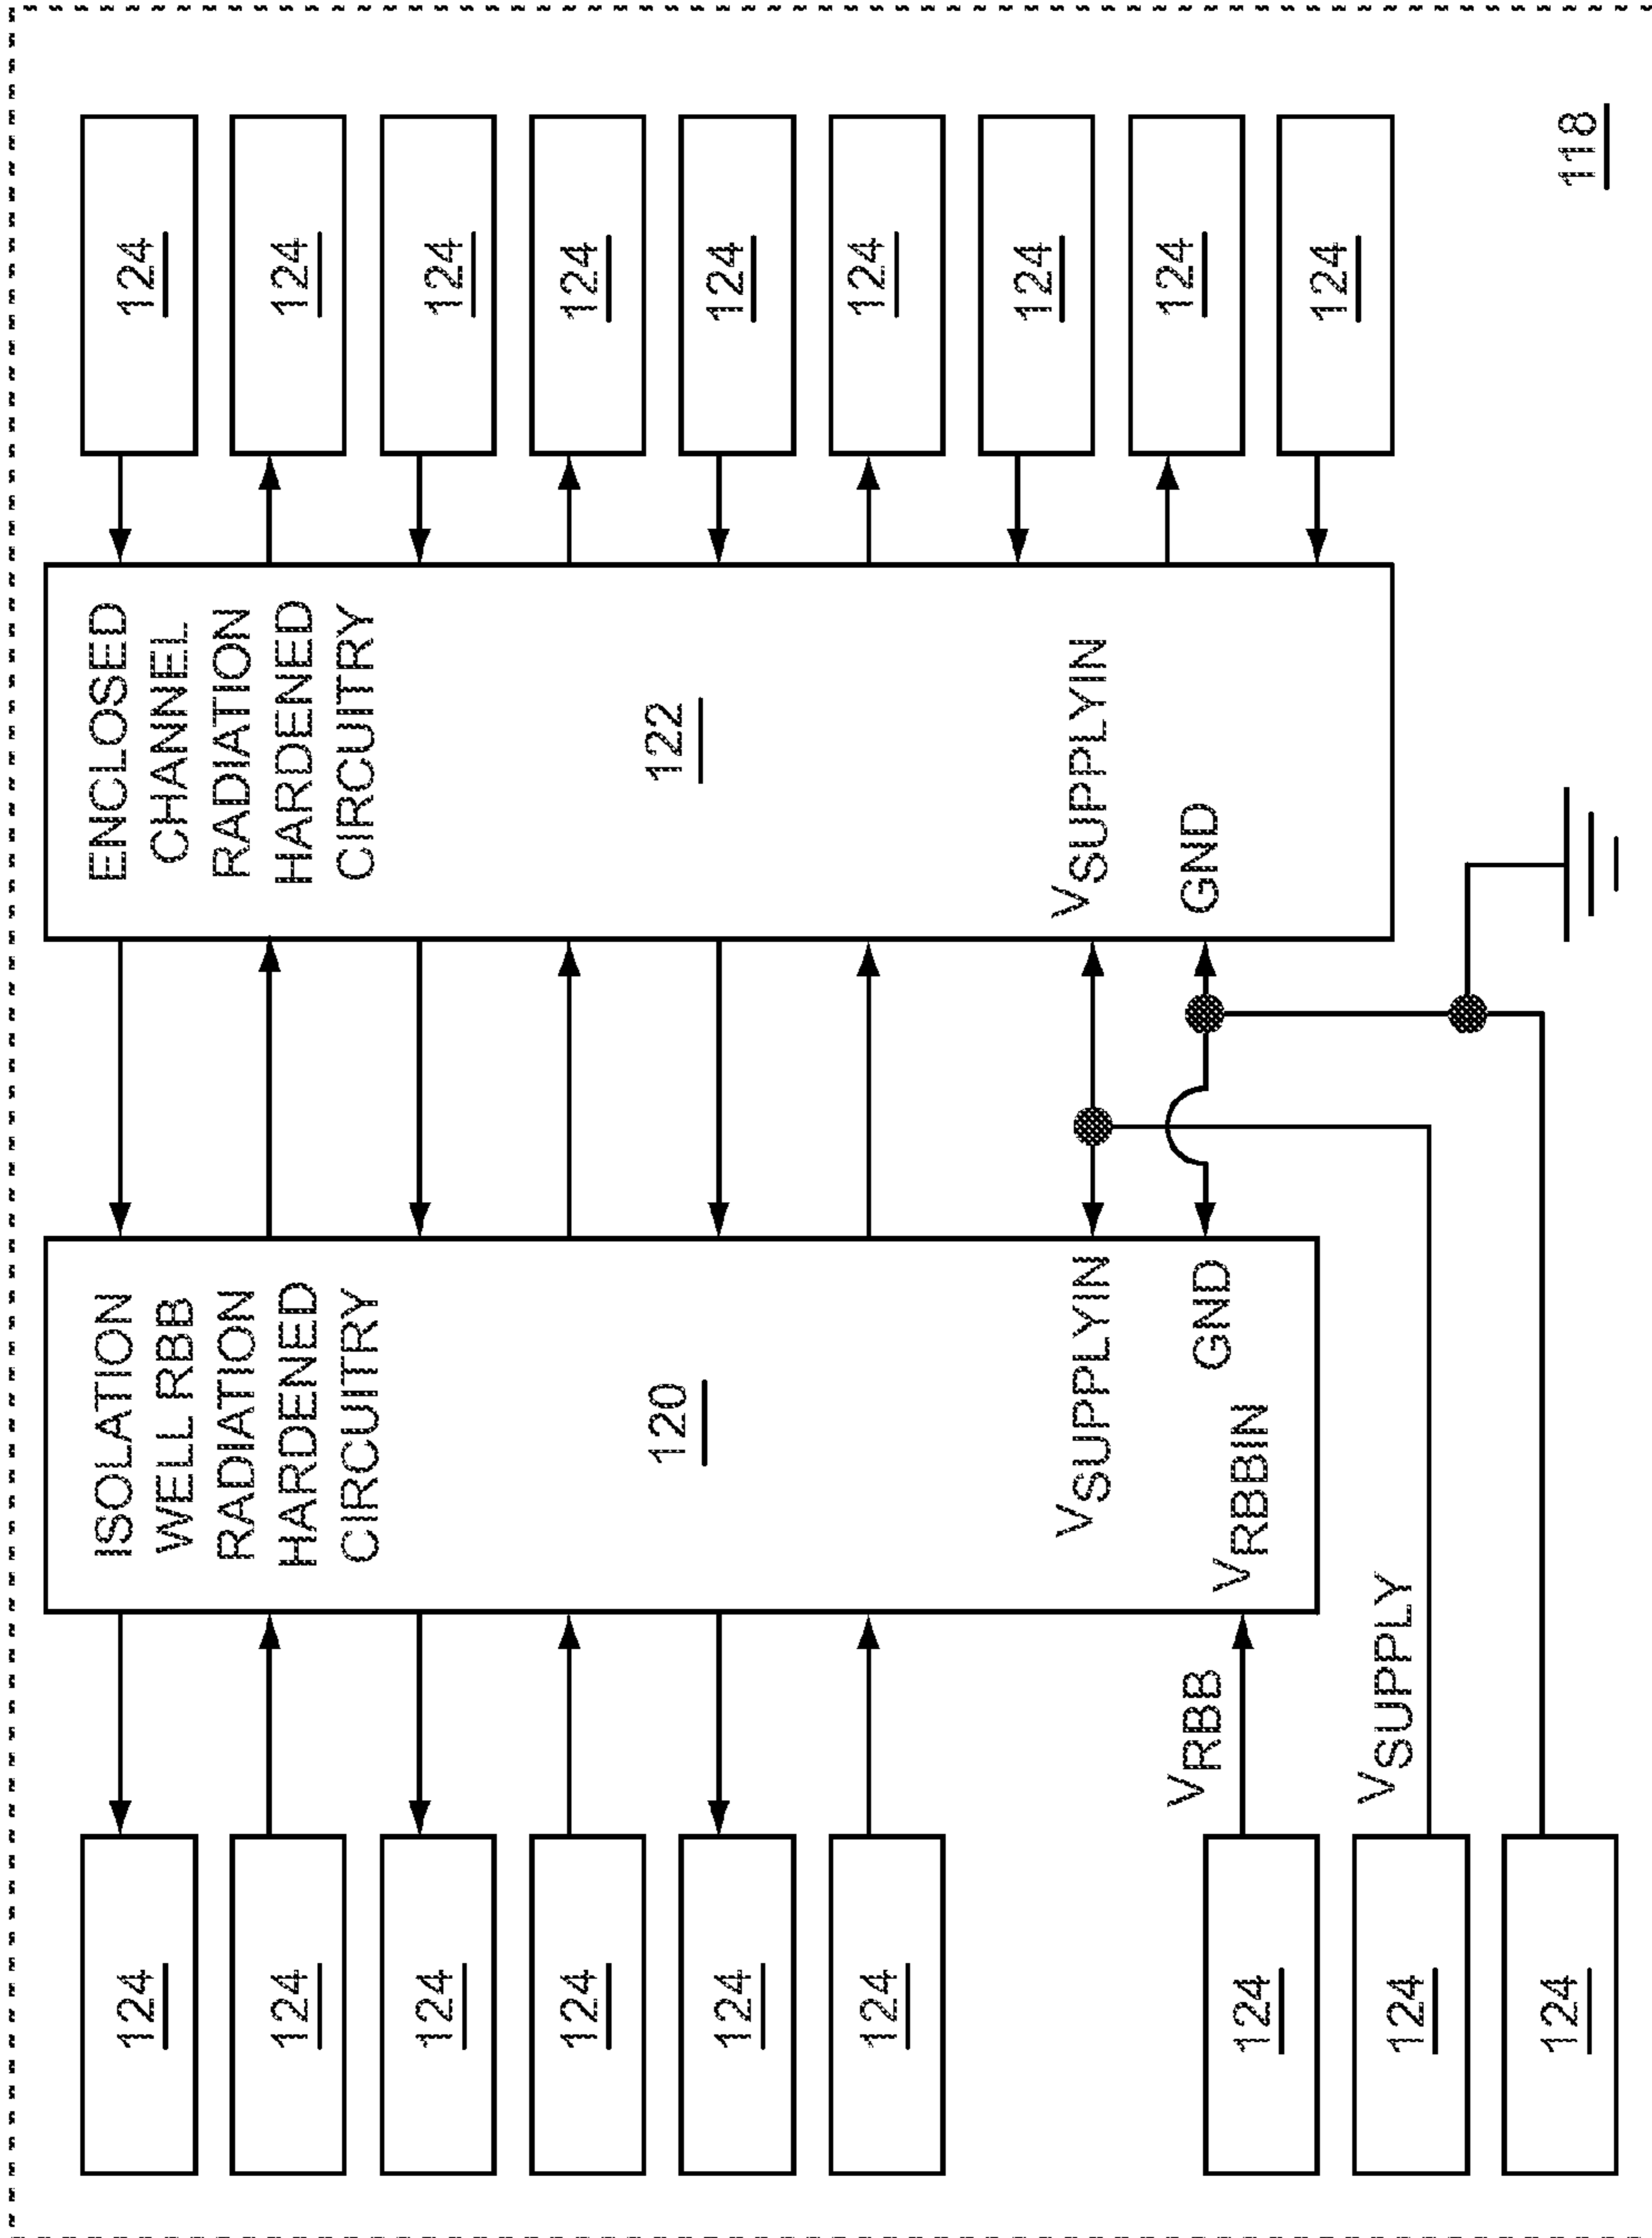 ISOLATION
WELL RBB
RADIATION
HARDENED
CIRCUITRY
120
VSUPPLYIN
GND
VRBBIN
ENCLOSED
CHANNEL
RADIATION
HARDENED
CIRCUITRY
122
VSUPPLYIN
GND
124
124
124
124
124
124
124
124
124
VRBB
VSUPPLY
124
124
124
124
124
124
124
124
124
118